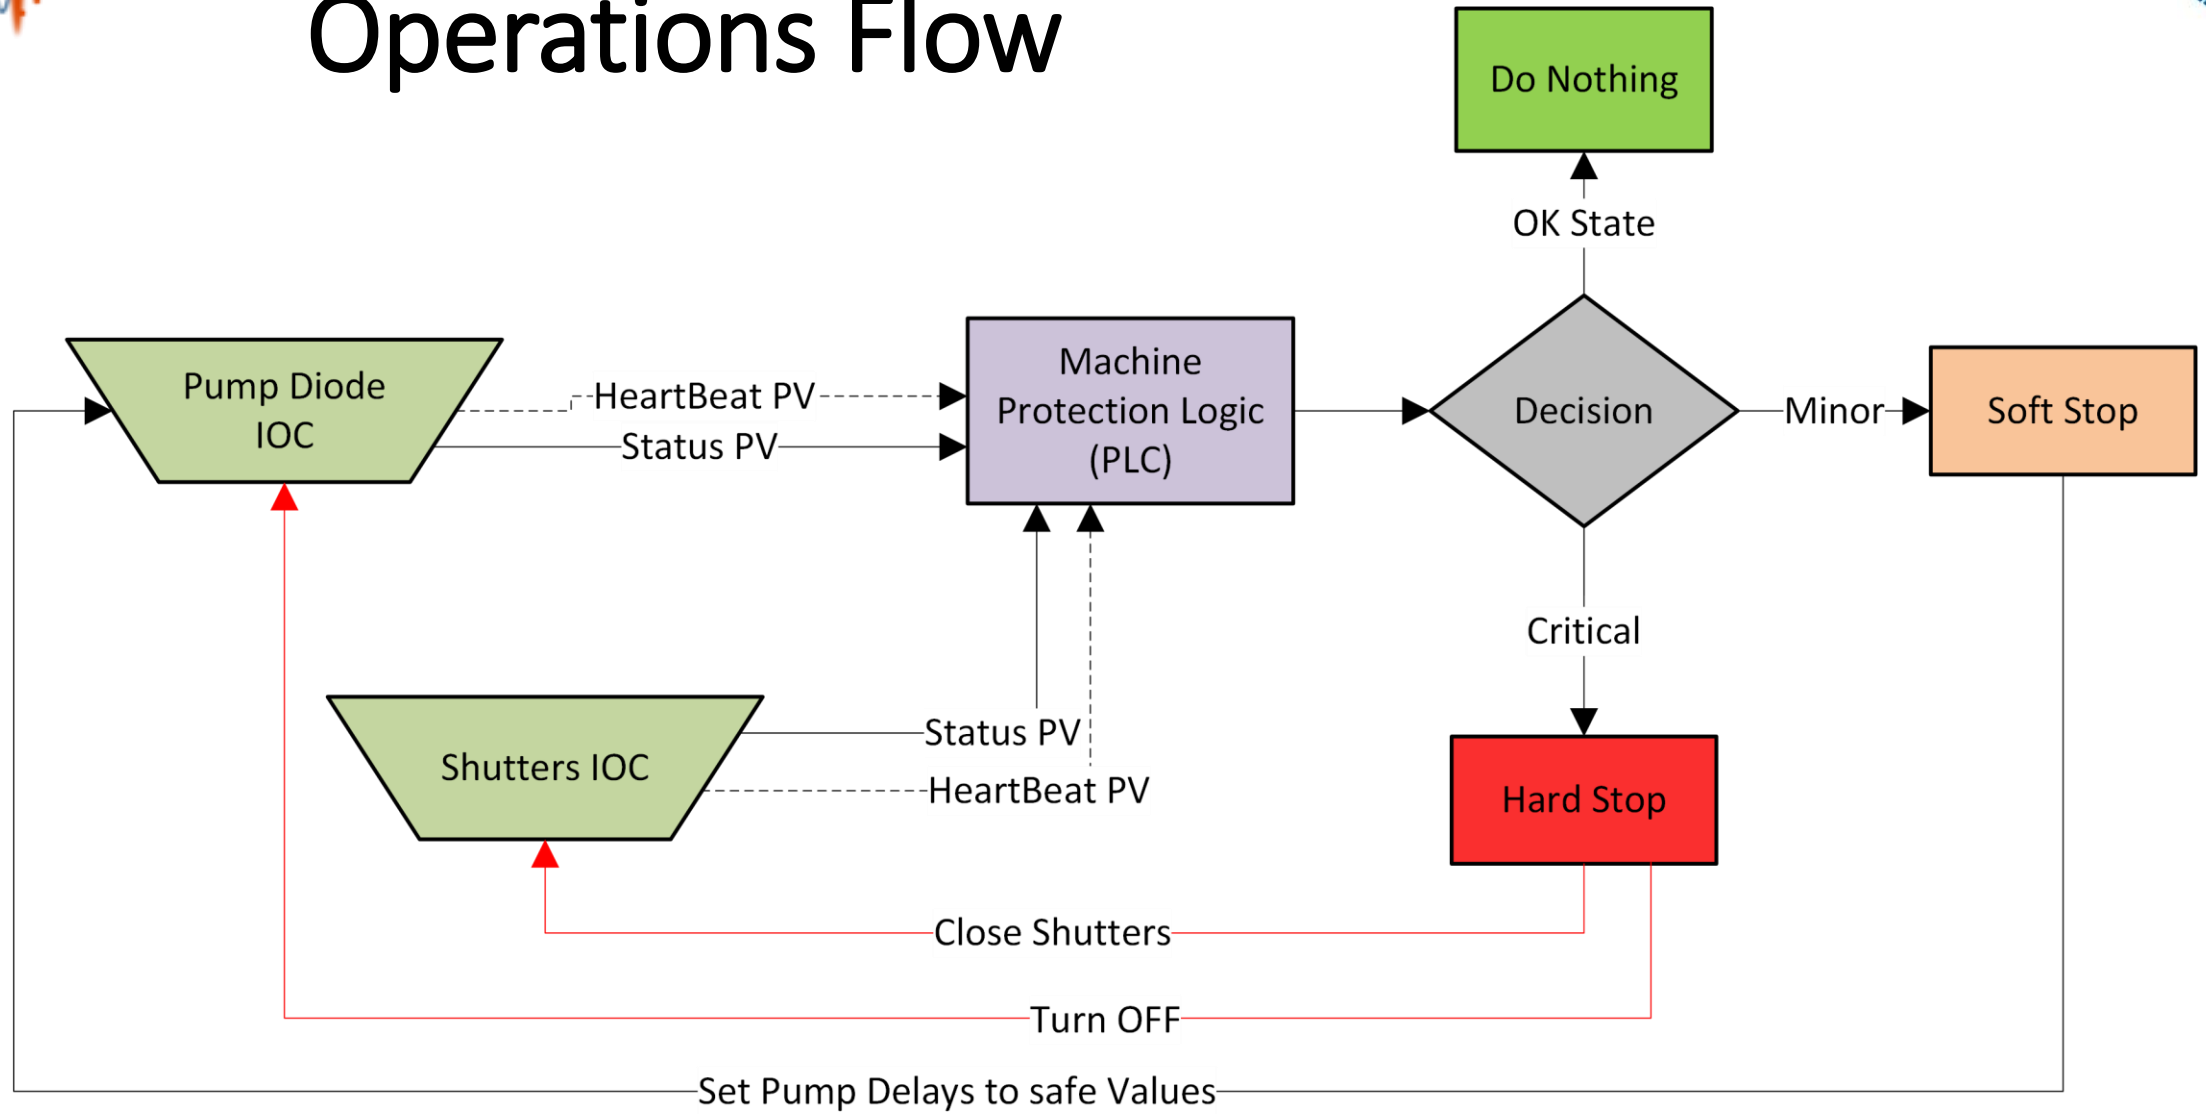 Operations Flow
Do Nothing
OK State
Pump Diode
IOC
HeartBeat PV
Status PV
Machine
Protection Logic
(PLC)
Decision
Minor
Soft Stop
Critical
Shutters IOC
Status PV
HeartBeat PV
Hard Stop
Close Shutters
Turn OFF
Set Pump Delays to safe Values